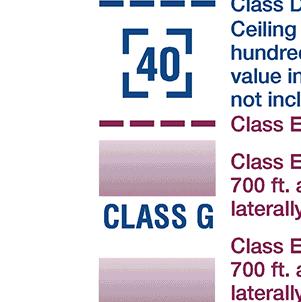 Class D
Ceiling
hundred
value in
not incl
40
Class E
Class E
700 ft. a
laterally
CLASS G
Class E
700 ft. a
laterally